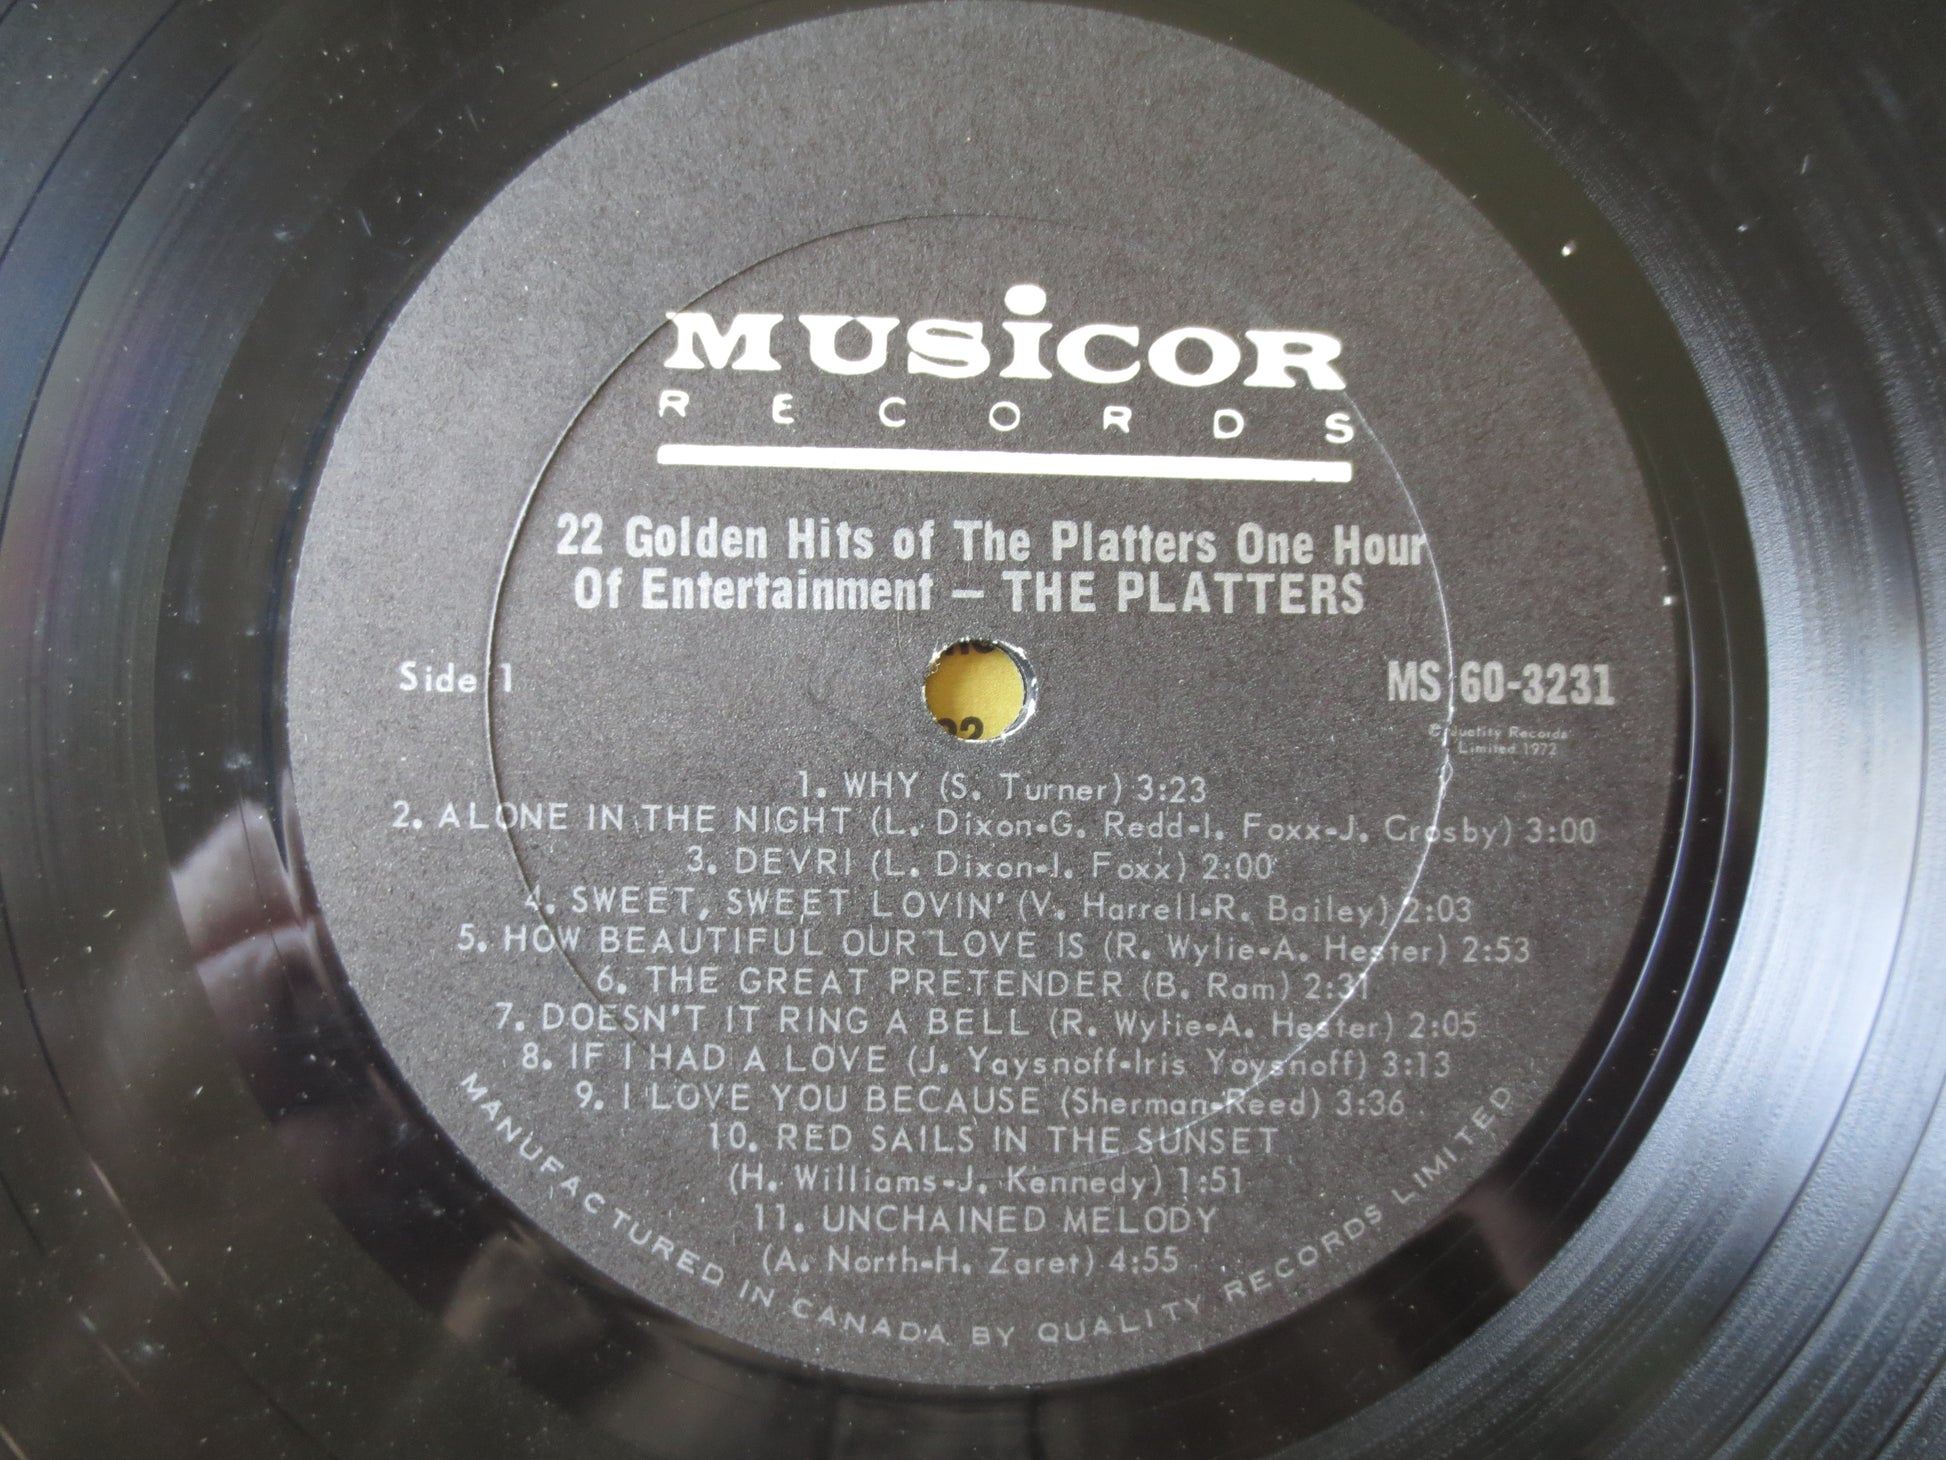 MUSiCOR
RECORDS
22 Golden Hits of The Platters One Hour
Of Entertainment – THE PLATTERS
Side 1
MS 60-3231
© Quality Records
Limited 1972
1. WHY (S. Turner) 3:23
2. ALONE IN THE NIGHT (L. Dixon-G. Redd-I. Foxx-J. Crosby) 3:00
3. DEVRI (L. Dixon-I. Foxx) 2:00
4. SWEET, SWEET LOVIN' (V. Harrell-R. Bailey) 2:03
5. HOW BEAUTIFUL OUR LOVE IS (R. Wylie-A. Hester) 2:53
6. THE GREAT PRETENDER (B. Ram) 2:31
7. DOESN'T IT RING A BELL (R. Wylie-A. Hester) 2:05
8. IF I HAD A LOVE (J. Yaysnoff-Iris Yoysnoff) 3:13
9. I LOVE YOU BECAUSE (Sherman-Reed) 3:36
10. RED SAILS IN THE SUNSET
(H. Williams-J. Kennedy) 1:51
11. UNCHAINED MELODY
(A. North-H. Zaret) 4:55
MANUFACTURED IN CANADA BY QUALITY RECORDS LIMITED